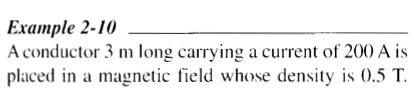 Example 2-10
A conductor 3 m long carrying a current of 200 A is
placed in a magnetic field whose density is 0.5 T.